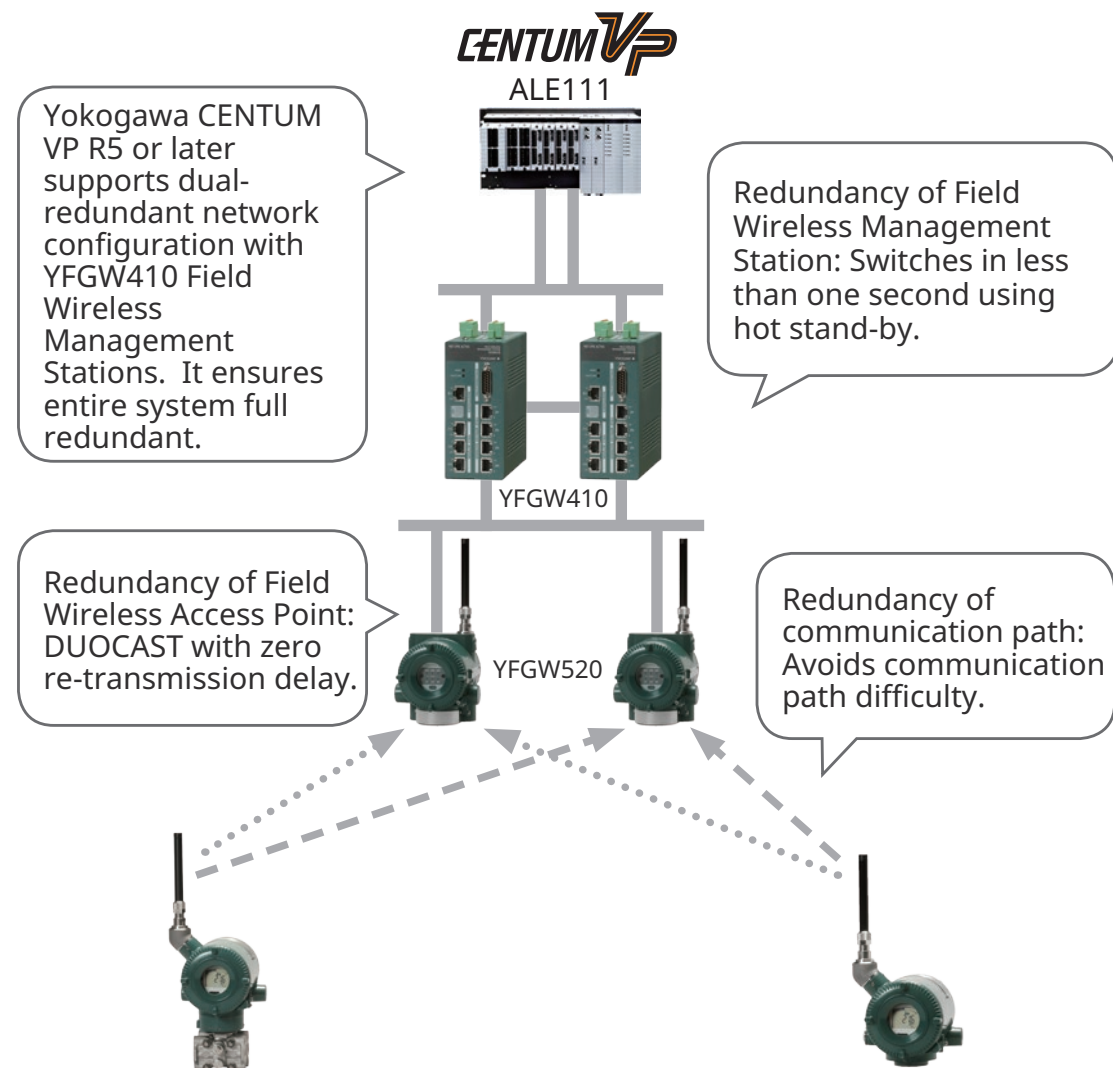 CENTUM VP
ALE111
Yokogawa CENTUM
VP R5 or later
supports dual-
redundant network
configuration with
YFGW410 Field
Wireless
Management
Stations.  It ensures
entire system full
redundant.
Redundancy of Field
Wireless Management
Station: Switches in less
than one second using
hot stand-by.
YFGW410
Redundancy of Field
Wireless Access Point:
DUOCAST with zero
re-transmission delay.
YFGW520
Redundancy of
communication path:
Avoids communication
path difficulty.